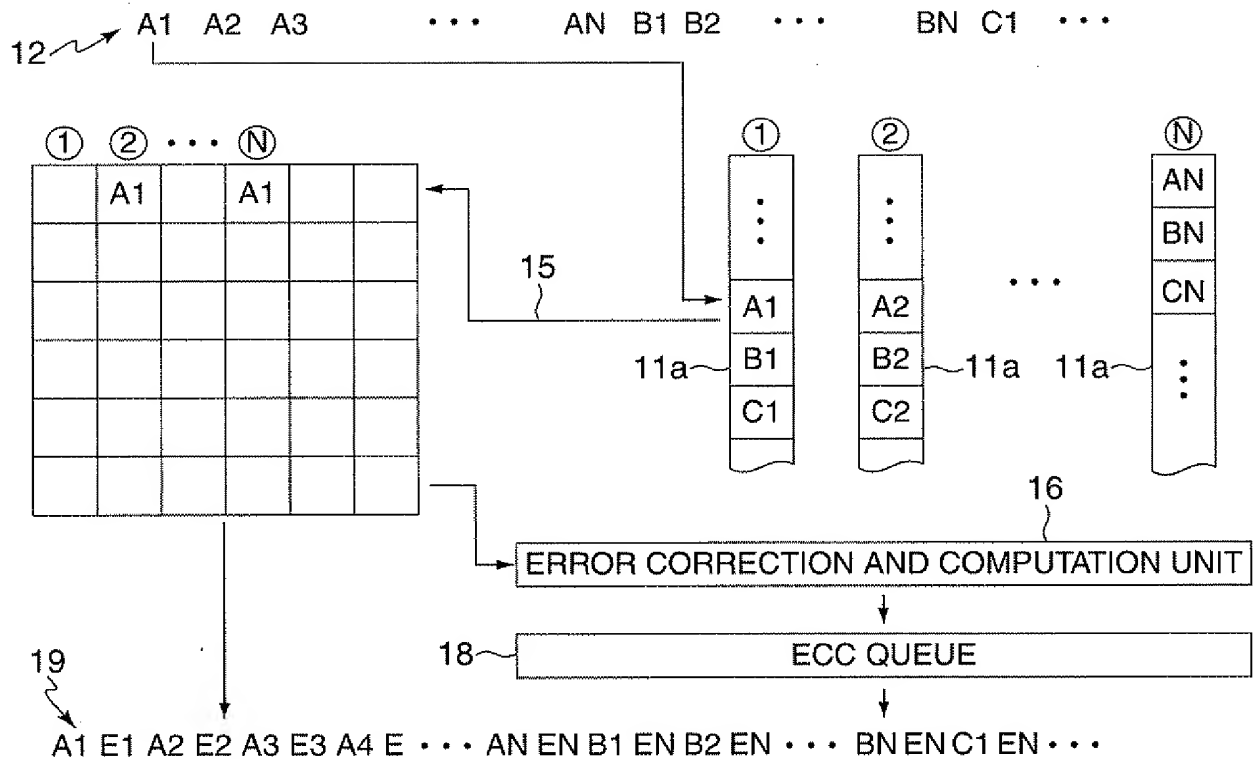 A1 A2 A3 ••• AN B1 B2 ••• BN C1 •••
12
① ② ••• Ⓝ
① ② Ⓝ
A1 A1
AN
BN
CN
15
•••
A1 A2
11a B1 B2 11a 11a
C1 C2
16
ERROR CORRECTION AND COMPUTATION UNIT
18 ECC QUEUE
19
A1 E1 A2 E2 A3 E3 A4 E ••• AN EN B1 EN B2 EN ••• BN EN C1 EN •••